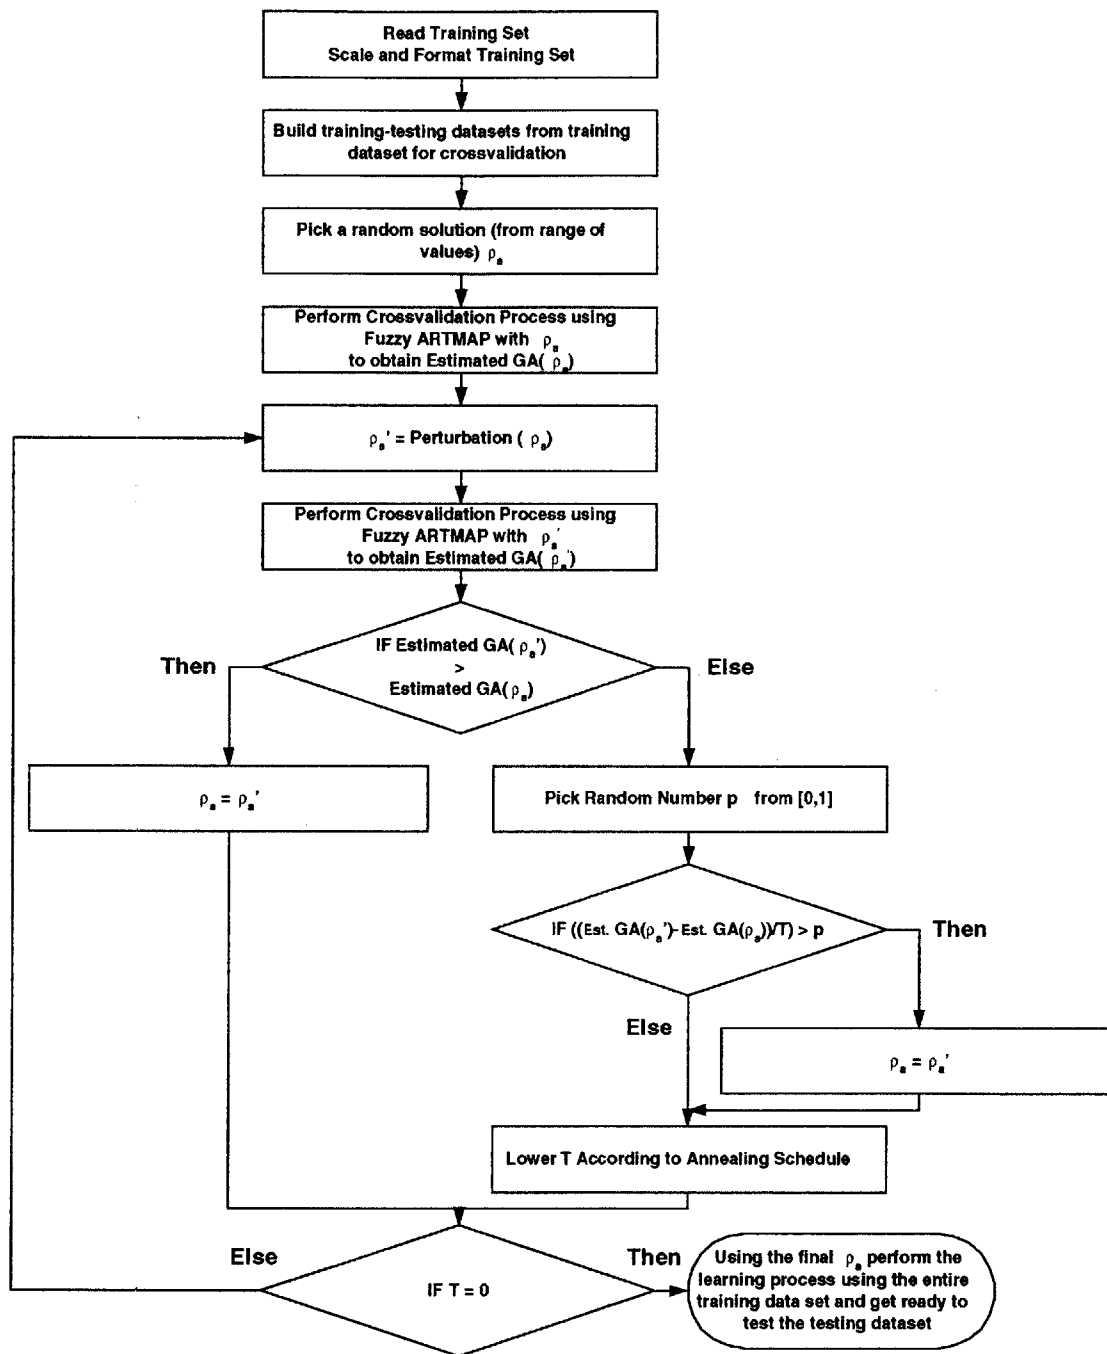 Read Training Set
Scale and Format Training Set
Build training-testing datasets from training
dataset for crossvalidation
Pick a random solution (from range of
values) ρₐ
Perform Crossvalidation Process using
Fuzzy ARTMAP with ρₐ
to obtain Estimated GA( ρₐ)
ρₐ' = Perturbation ( ρₐ)
Perform Crossvalidation Process using
Fuzzy ARTMAP with ρₐ'
to obtain Estimated GA( ρₐ')
IF Estimated GA( ρₐ')
>
Estimated GA( ρₐ)
Then
Else
ρₐ = ρₐ'
Pick Random Number p from [0,1]
IF ((Est. GA(ρₐ')-Est. GA(ρₐ))/T) > p
Then
Else
ρₐ = ρₐ'
Lower T According to Annealing Schedule
Else
IF T = 0
Then
Using the final ρₐ perform the
learning process using the entire
training data set and get ready to
test the testing dataset